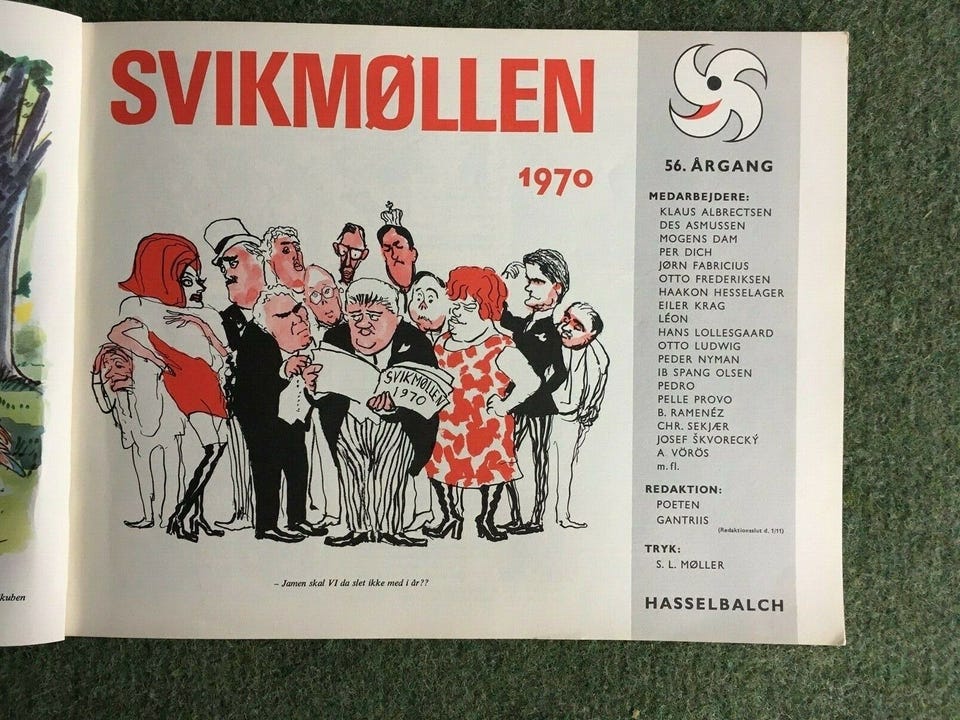 SVIKMØLLEN
1970
SVIKMØLLEN
1970
– Jamen skal VI da slet ikke med i år??
kuben
56. ÅRGANG
MEDARBEJDERE:
KLAUS ALBRECTSEN
DES ASMUSSEN
MOGENS DAM
PER DICH
JØRN FABRICIUS
OTTO FREDERIKSEN
HAAKON HESSELAGER
EILER KRAG
LÉON
HANS LOLLESGAARD
OTTO LUDWIG
PEDER NYMAN
IB SPANG OLSEN
PEDRO
PELLE PROVO
B. RAMENÉZ
CHR. SEKJÆR
JOSEF ŠKVORECKÝ
A VÖRÖS
m. fl.
REDAKTION:
POETEN
GANTRIIS
(Redaktionsslut d. 1/11)
TRYK:
S. L. MØLLER
HASSELBALCH